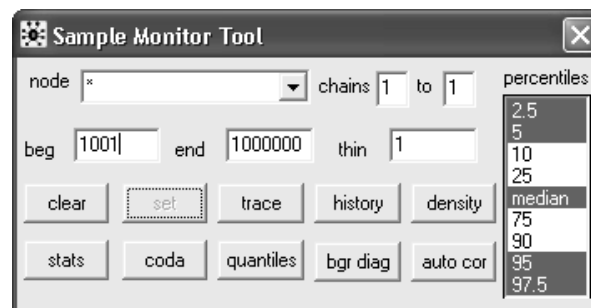 Sample Monitor Tool
node * chains 1 to 1 percentiles
beg 1001 end 1000000 thin 1
clear set trace history density
stats coda quantiles bgr diag auto cor
2.5
5
10
25
median
75
90
95
97.5